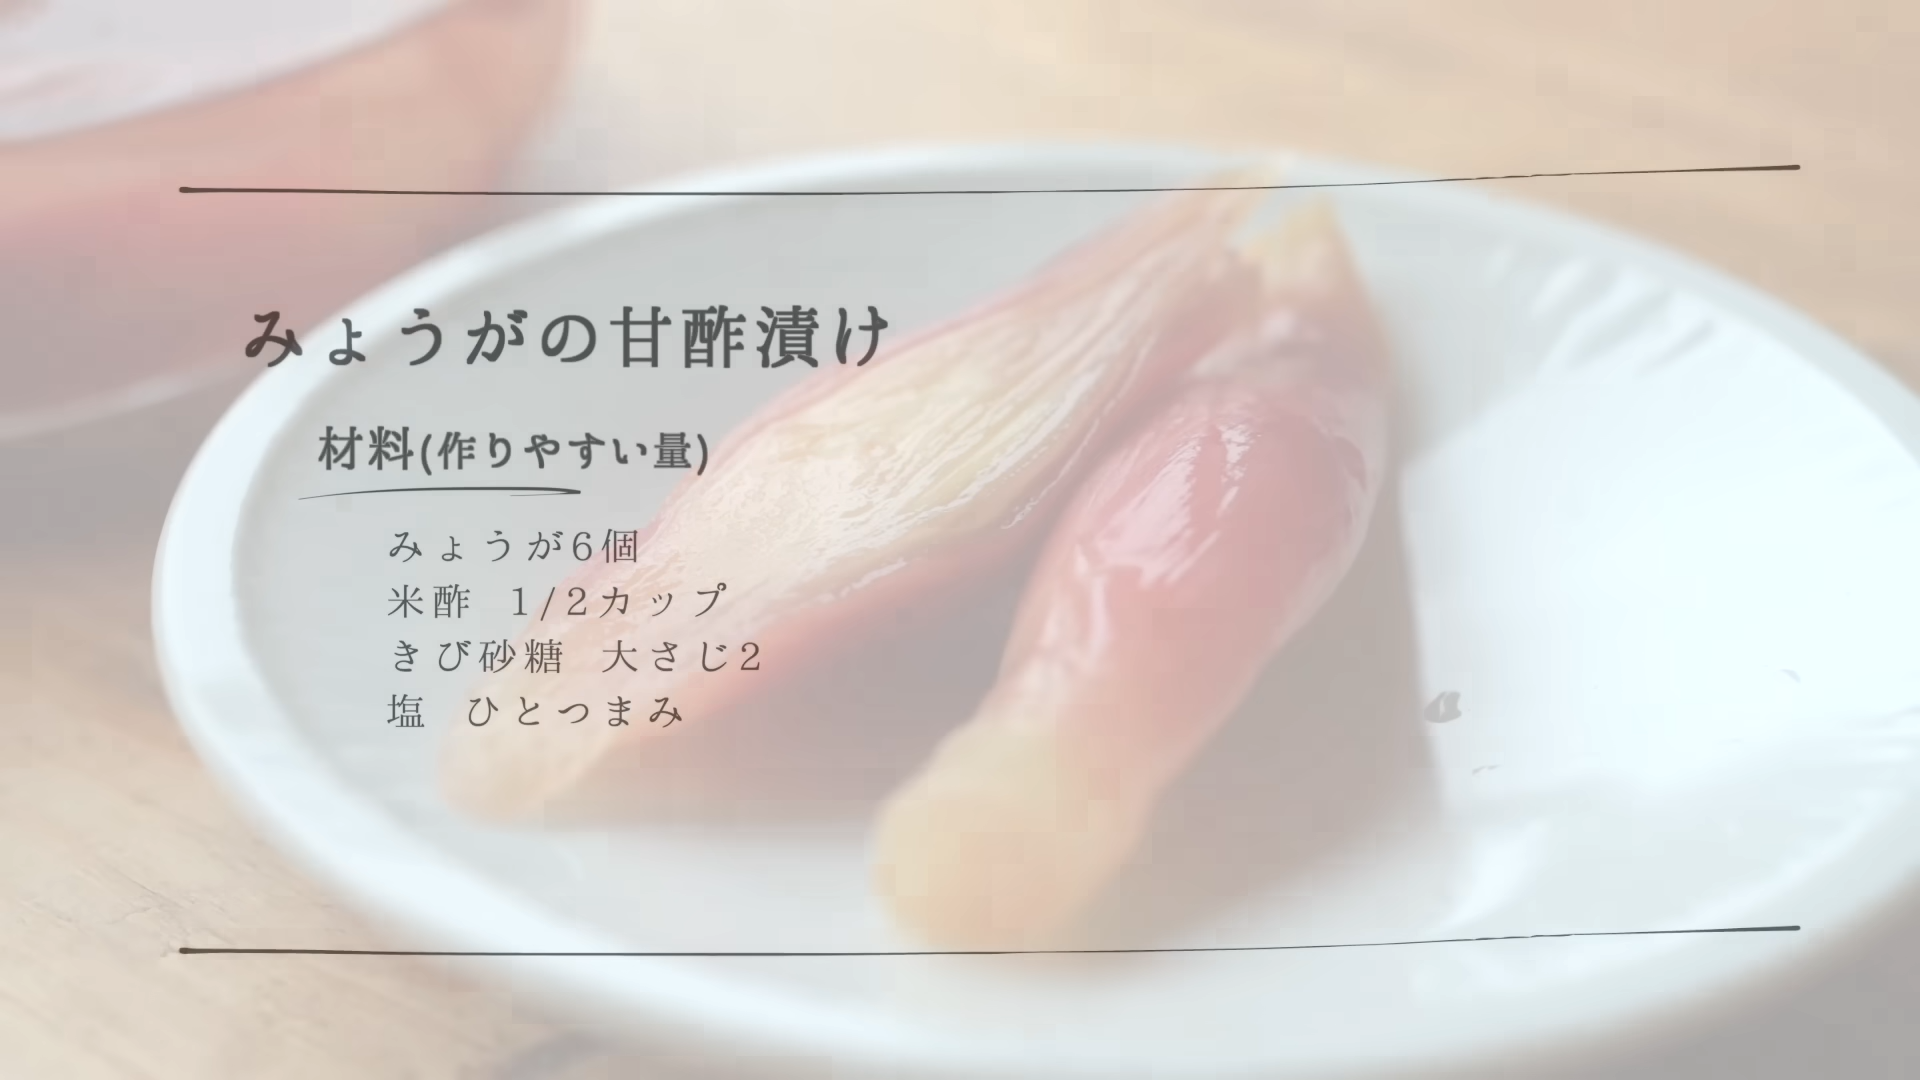 みょうがの甘酢漬け
材料(作りやすい量)
みょうが6個
米酢 1/2カップ
きび砂糖 大さじ2
塩 ひとつまみ